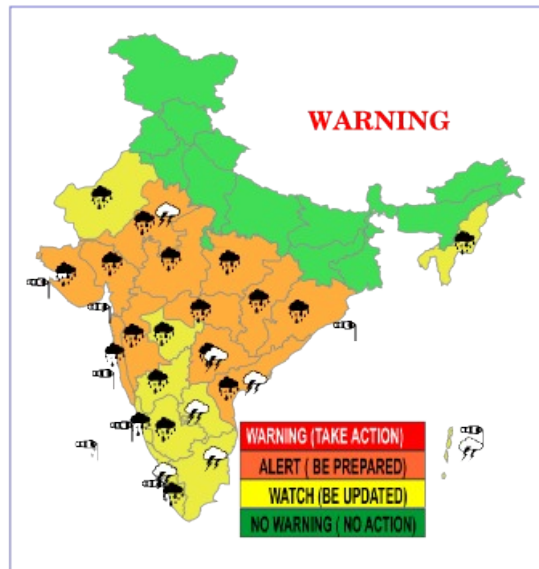 WARNING
WARNING (TAKE ACTION)
ALERT ( BE PREPARED)
WATCH (BE UPDATED)
NO WARNING ( NO ACTION)